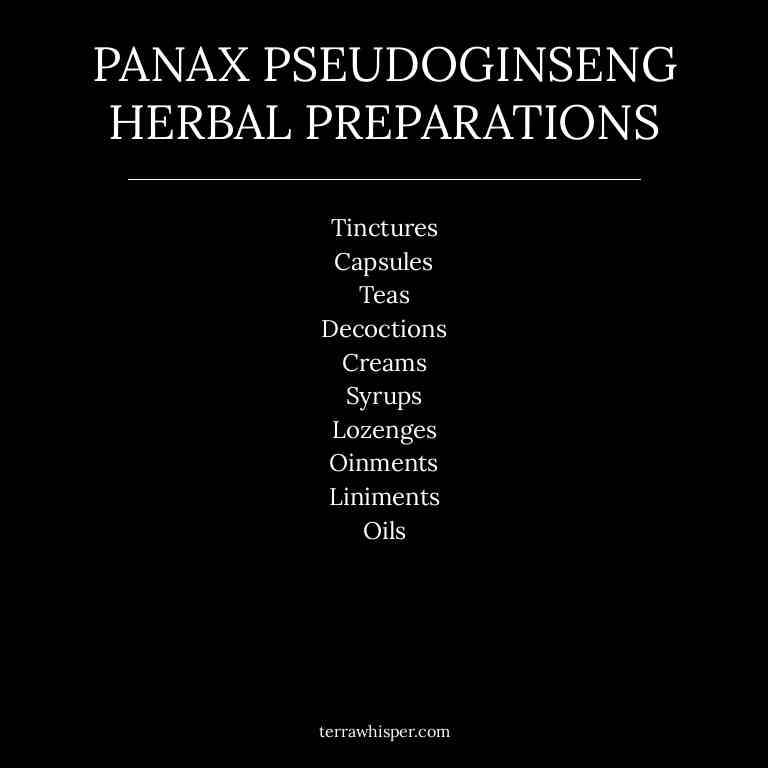 PANAX PSEUDOGINSENG
HERBAL PREPARATIONS
Tinctures
Capsules
Teas
Decoctions
Creams
Syrups
Lozenges
Oinments
Liniments
Oils
terrawhisper.com